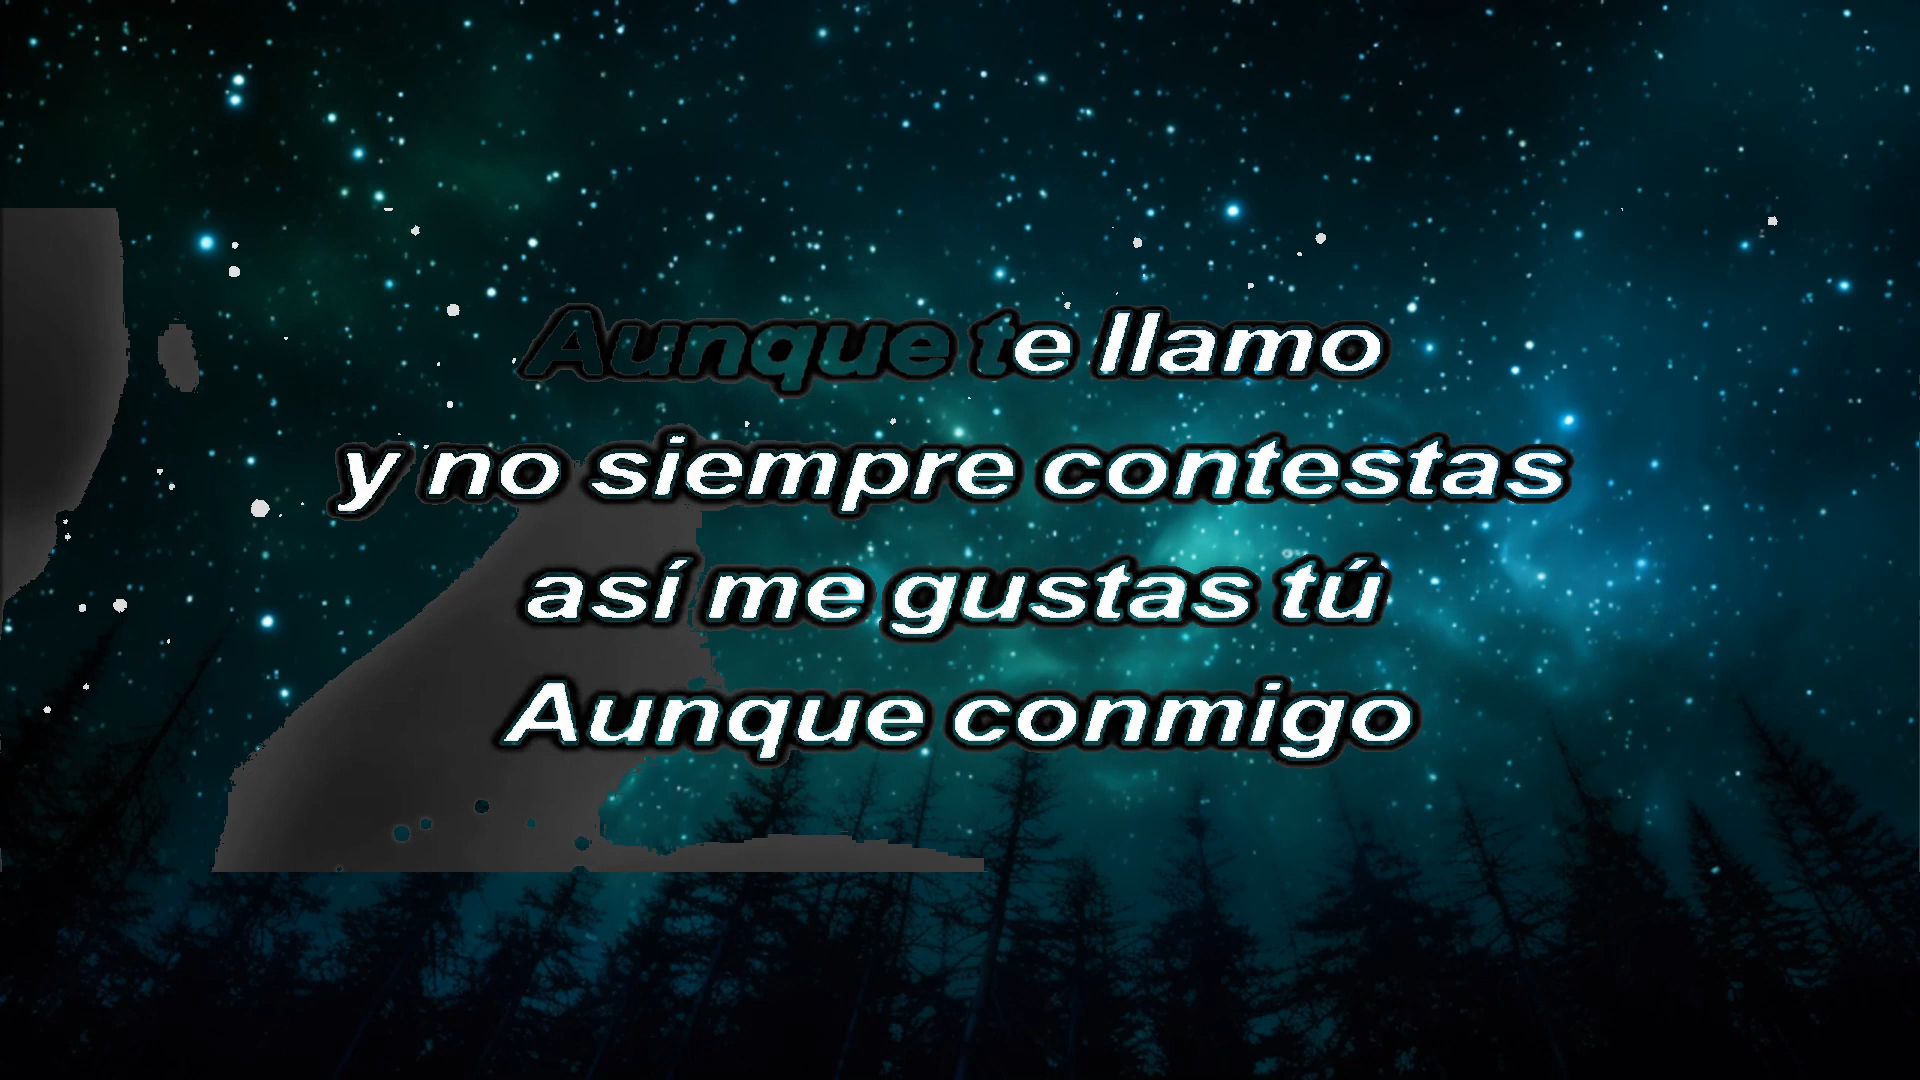 Aunque te llamo
y no siempre contestas
así me gustas tú
Aunque conmigo